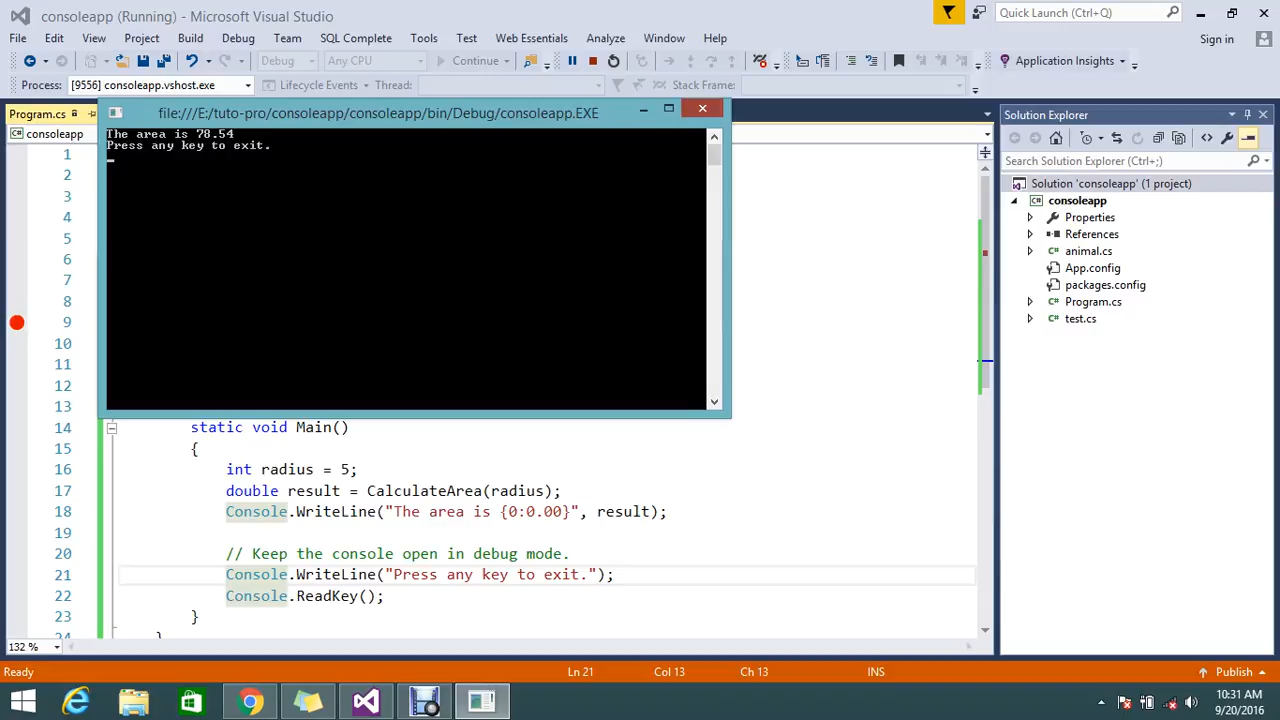 consoleapp (Running) - Microsoft Visual Studio
Quick Launch (Ctrl+Q)
File Edit View Project Build Debug Team SQL Complete Tools Test Web Essentials Analyze Window Help
Sign in
Debug Any CPU Continue Application Insights
Process: [9556] consoleapp.vshost.exe Lifecycle Events Thread: Stack Frame:
Program.cs
consoleapp
file:///E:/tuto-pro/consoleapp/consoleapp/bin/Debug/consoleapp.EXE
The area is 78.54
Press any key to exit.
1
2
3
4
5
6
7
8
9
10
11
12
13
14 static void Main()
15 {
16 int radius = 5;
17 double result = CalculateArea(radius);
18 Console.WriteLine("The area is {0:0.00}", result);
19
20 // Keep the console open in debug mode.
21 Console.WriteLine("Press any key to exit.");
22 Console.ReadKey();
23 }
24 }
132 %
Solution Explorer
Search Solution Explorer (Ctrl+;)
Solution 'consoleapp' (1 project)
consoleapp
Properties
References
animal.cs
App.config
packages.config
Program.cs
test.cs
Ready Ln 21 Col 13 Ch 13 INS Publish
10:31 AM
9/20/2016